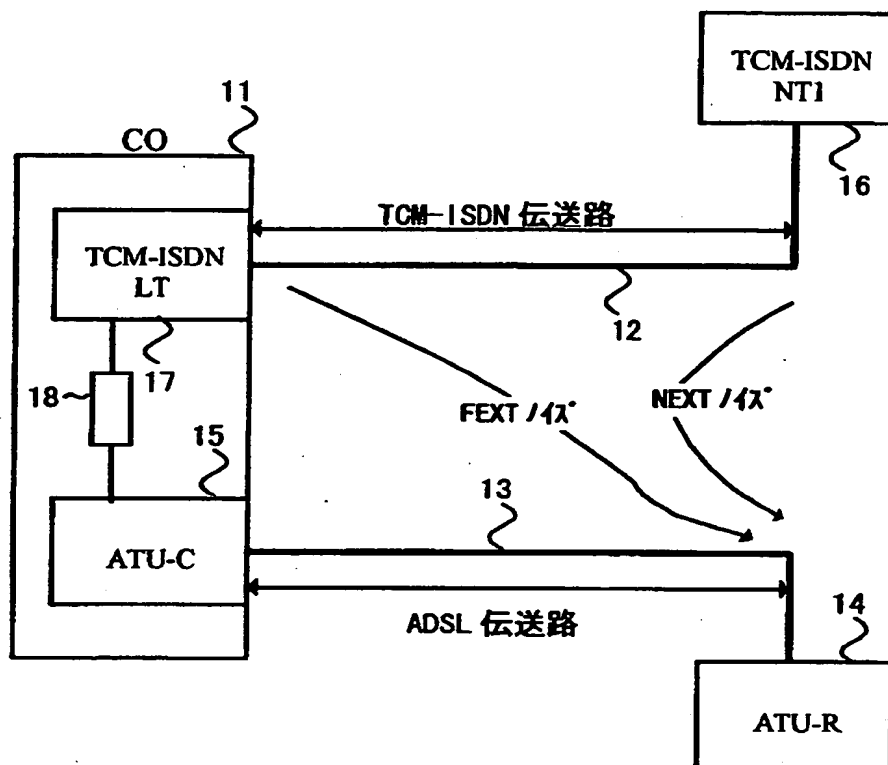 TCM-ISDN
NT1
16
11
CO
TCM-ISDN 伝送路
TCM-ISDN
LT
12
17
18
FEXT ノイズ
NEXT ノイズ
15
13
ATU-C
ADSL 伝送路
14
ATU-R